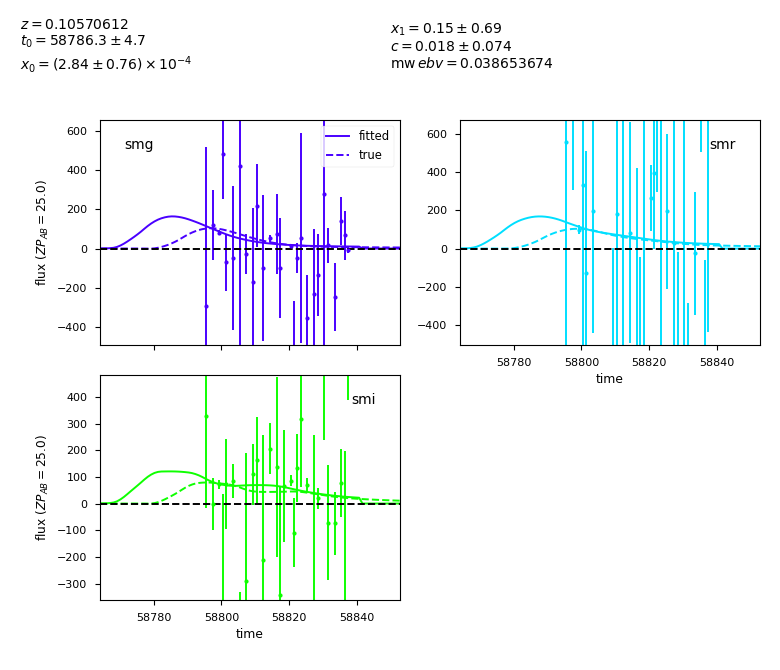 z = 0.10570612
t₀ = 58786.3 ± 4.7
x₀ = (2.84 ± 0.76) × 10⁻⁴
x₁ = 0.15 ± 0.69
c = 0.018 ± 0.074
mw ebv = 0.038653674
smg
fitted
true
600
400
200
0
−200
−400
flux (ZP_AB = 25.0)
smr
600
400
200
0
−200
−400
58780
58800
58820
58840
time
smi
400
300
200
100
0
−100
−200
−300
flux (ZP_AB = 25.0)
58780
58800
58820
58840
time